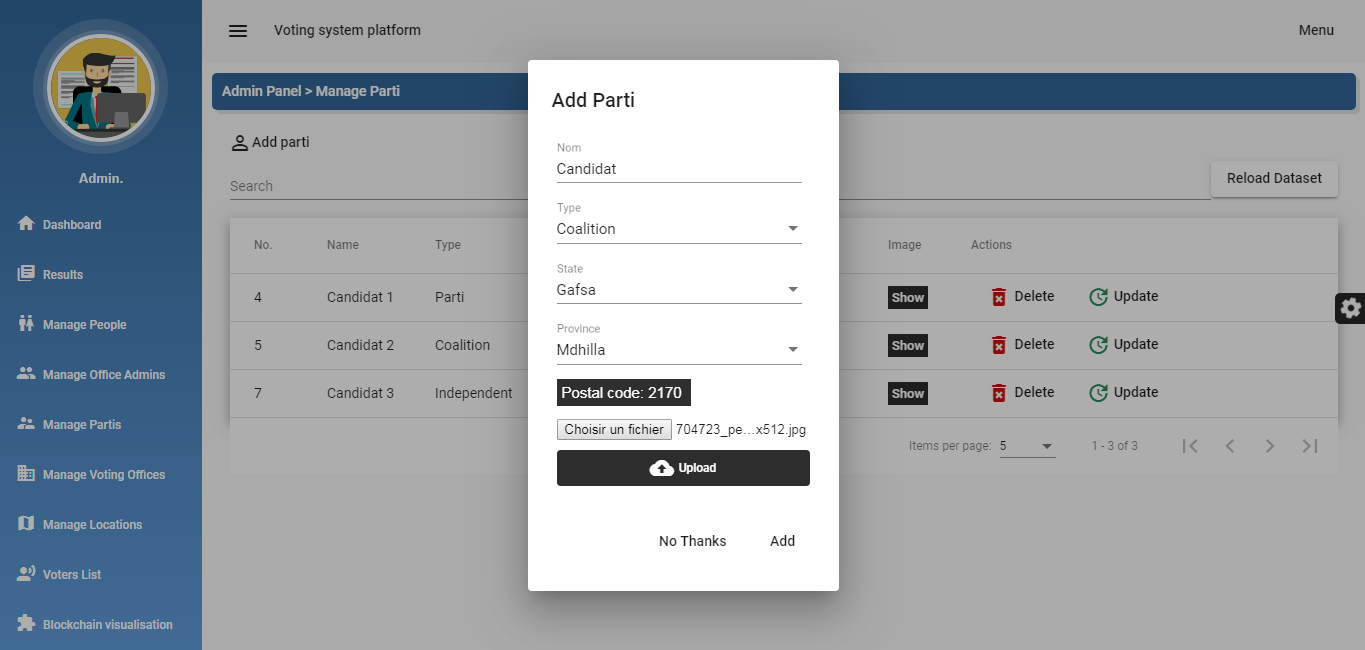 Voting system platform
Menu
Admin.
Dashboard
Results
Manage People
Manage Office Admins
Manage Partis
Manage Voting Offices
Manage Locations
Voters List
Blockchain visualisation
Admin Panel > Manage Parti
Add parti
Search
Reload Dataset
No. Name Type Image Actions
4 Candidat 1 Parti Show Delete Update
5 Candidat 2 Coalition Show Delete Update
7 Candidat 3 Independent Show Delete Update
Items per page: 5 1 - 3 of 3
Add Parti
Nom
Candidat
Type
Coalition
State
Gafsa
Province
Mdhilla
Postal code: 2170
Choisir un fichier 704723_pe...x512.jpg
Upload
No Thanks Add